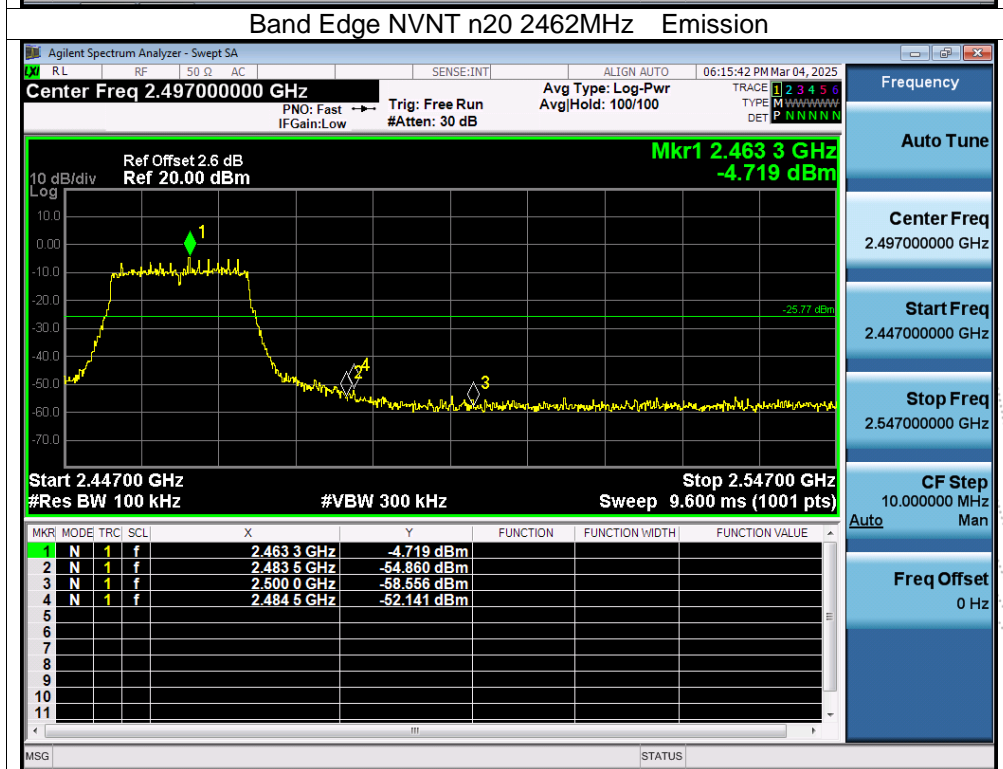 Band Edge NVNT n20 2462MHz Emission
Agilent Spectrum Analyzer - Swept SA
LXI RL RF 50 Ω AC SENSE:INT ALIGN AUTO 06:15:42 PM Mar 04, 2025
Center Freq 2.497000000 GHz
PNO: Fast
IFGain:Low
Trig: Free Run
#Atten: 30 dB
Avg Type: Log-Pwr
Avg|Hold: 100/100
TRACE 1 2 3 4 5 6
TYPE M WWWWW
DET P N N N N N
Frequency
Auto Tune
Center Freq
2.497000000 GHz
Start Freq
2.447000000 GHz
Stop Freq
2.547000000 GHz
CF Step
10.000000 MHz
Auto Man
Freq Offset
0 Hz
Mkr1 2.463 3 GHz
-4.719 dBm
Ref Offset 2.6 dB
10 dB/div Ref 20.00 dBm
Log
10.0
0.00
-10.0
-20.0
-30.0
-40.0
-50.0
-60.0
-70.0
1
2
4
3
-25.77 dBm
Start 2.44700 GHz Stop 2.54700 GHz
#Res BW 100 kHz #VBW 300 kHz Sweep 9.600 ms (1001 pts)
MKR MODE TRC SCL X Y FUNCTION FUNCTION WIDTH FUNCTION VALUE
1 N 1 f 2.463 3 GHz -4.719 dBm
2 N 1 f 2.483 5 GHz -54.860 dBm
3 N 1 f 2.500 0 GHz -58.556 dBm
4 N 1 f 2.484 5 GHz -52.141 dBm
5
6
7
8
9
10
11
MSG STATUS